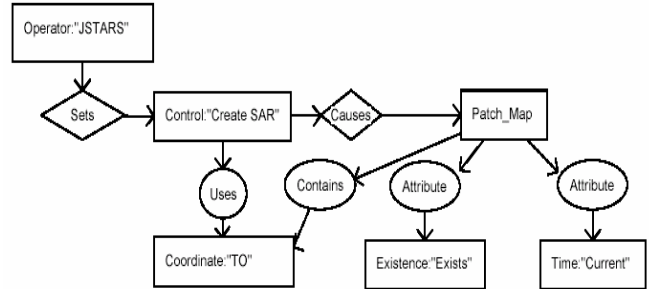 Operator:"JSTARS"
Sets
Control:"Create SAR"
Causes
Patch_Map
Uses
Contains
Attribute
Attribute
Coordinate:"TO"
Existence:"Exists"
Time:"Current"